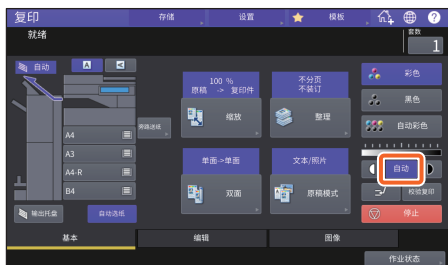 复印
存储
设置
模板
就绪
套数
1
自动
A
100 %
原稿 -> 复印件
不分页
不装订
彩色
黑色
旁路送纸
缩放
整理
自动彩色
A4
A3
单面->单面
文本/照片
自动
A4-R
B4
双面
原稿模式
校验复印
输出托盘
自动送纸
停止
基本
编辑
图像
作业状态